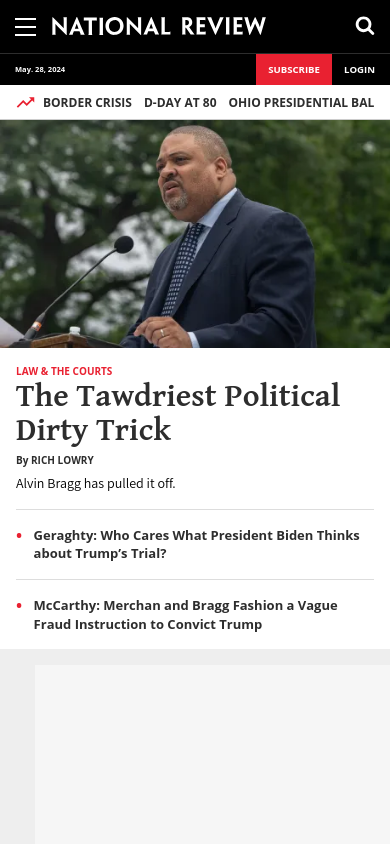 NATIONAL REVIEW
May. 28, 2024
SUBSCRIBE
LOGIN
BORDER CRISIS D-DAY AT 80 OHIO PRESIDENTIAL BAL
LAW & THE COURTS
The Tawdriest Political
Dirty Trick
By RICH LOWRY
Alvin Bragg has pulled it off.
• Geraghty: Who Cares What President Biden Thinks
about Trump’s Trial?
• McCarthy: Merchan and Bragg Fashion a Vague
Fraud Instruction to Convict Trump